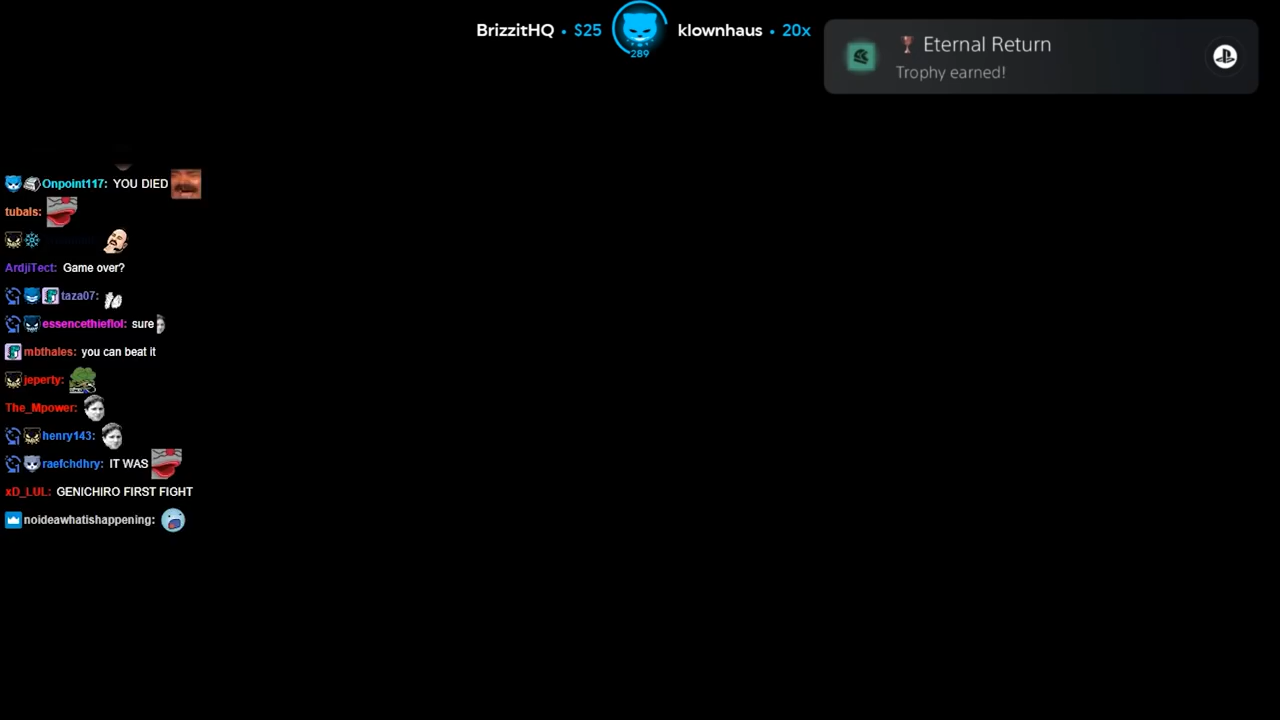 BrizzitHQ • $25
289
klownhaus • 20x
Eternal Return
Trophy earned!
Onpoint117: YOU DIED
tubals:
ArdjiTect: Game over?
taza07:
essencethieflol: sure
mbthales: you can beat it
jeperty:
The_Mpower:
henry143:
raefchdhry: IT WAS
xD_LUL: GENICHIRO FIRST FIGHT
noideawhatishappening: